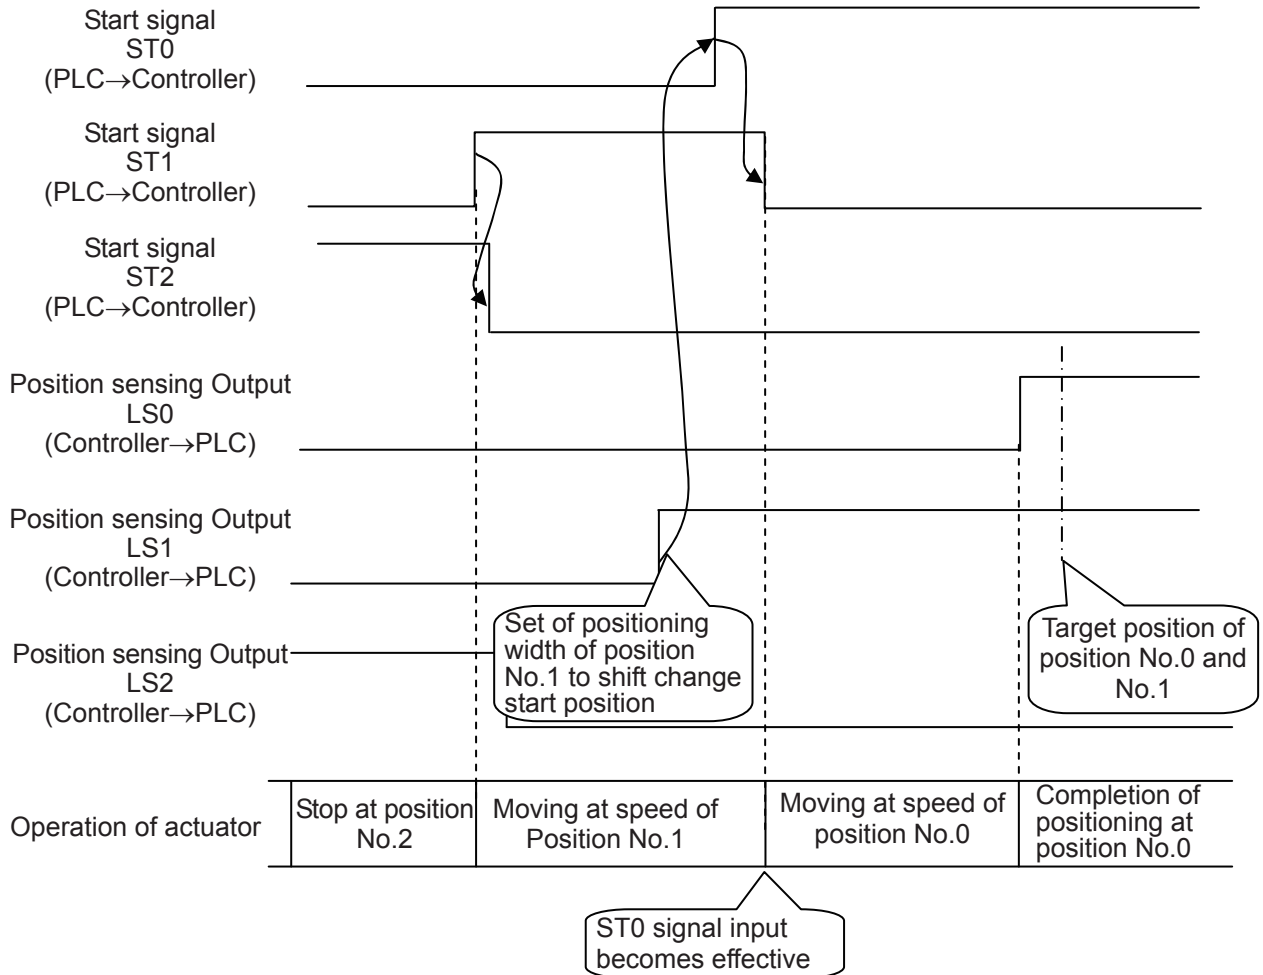 Start signal
ST0
(PLC→Controller)
Start signal
ST1
(PLC→Controller)
Start signal
ST2
(PLC→Controller)
Position sensing Output
LS0
(Controller→PLC)
Position sensing Output
LS1
(Controller→PLC)
Set of positioning
width of position
No.1 to shift change
start position
Target position of
position No.0 and
No.1
Position sensing Output
LS2
(Controller→PLC)
Operation of actuator
Stop at position
No.2
Moving at speed of
Position No.1
Moving at speed of
position No.0
Completion of
positioning at
position No.0
ST0 signal input
becomes effective